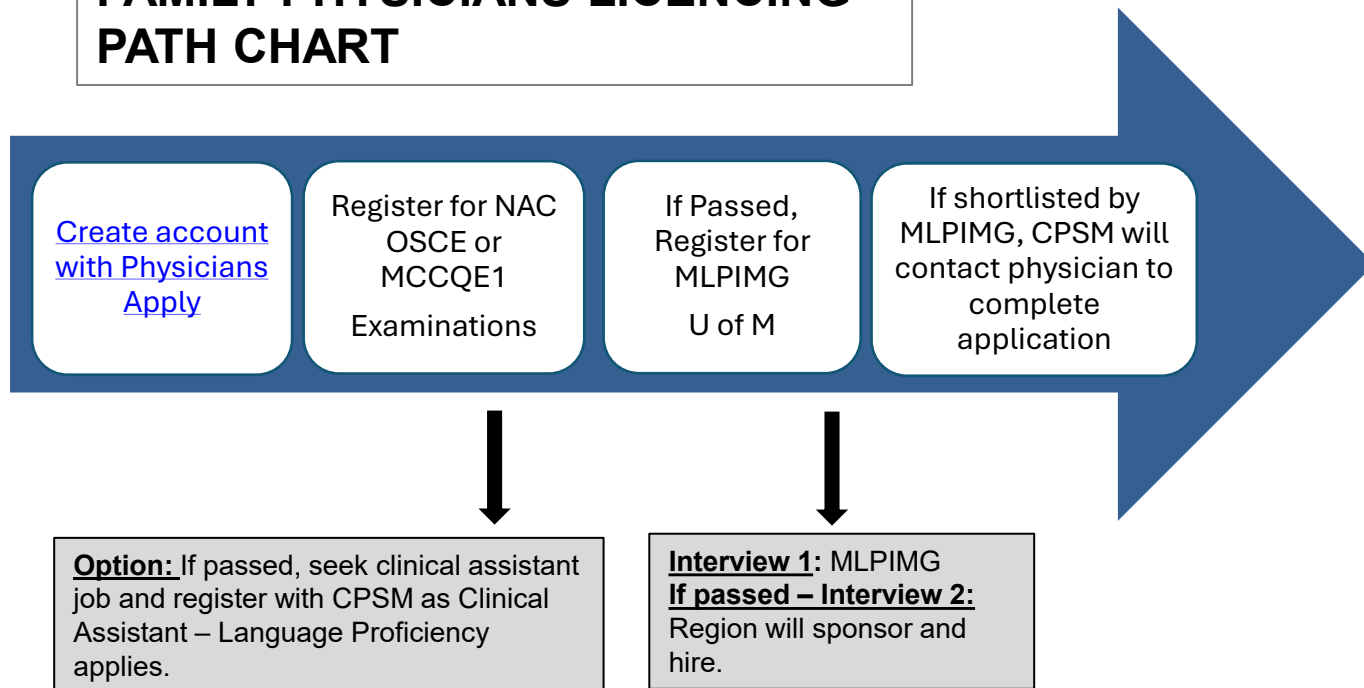 FAMILY PHYSICIANS LICENCING
PATH CHART
Create account
with Physicians
Apply
Register for NAC
OSCE or
MCCQE1
Examinations
If Passed,
Register for
MLPIMG
U of M
If shortlisted by
MLPIMG, CPSM will
contact physician to
complete
application
Option: If passed, seek clinical assistant
job and register with CPSM as Clinical
Assistant – Language Proficiency
applies.
Interview 1: MLPIMG
If passed – Interview 2:
Region will sponsor and
hire.